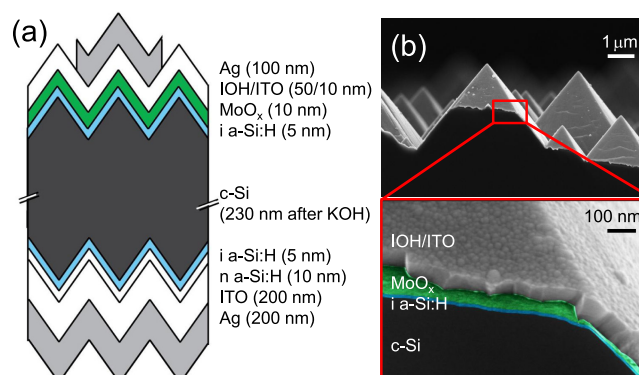 (a)
Ag (100 nm)
IOH/ITO (50/10 nm)
MoOₓ (10 nm)
i a-Si:H (5 nm)
c-Si
(230 nm after KOH)
i a-Si:H (5 nm)
n a-Si:H (10 nm)
ITO (200 nm)
Ag (200 nm)
(b)
1 μm
100 nm
IOH/ITO
MoOₓ
i a-Si:H
c-Si